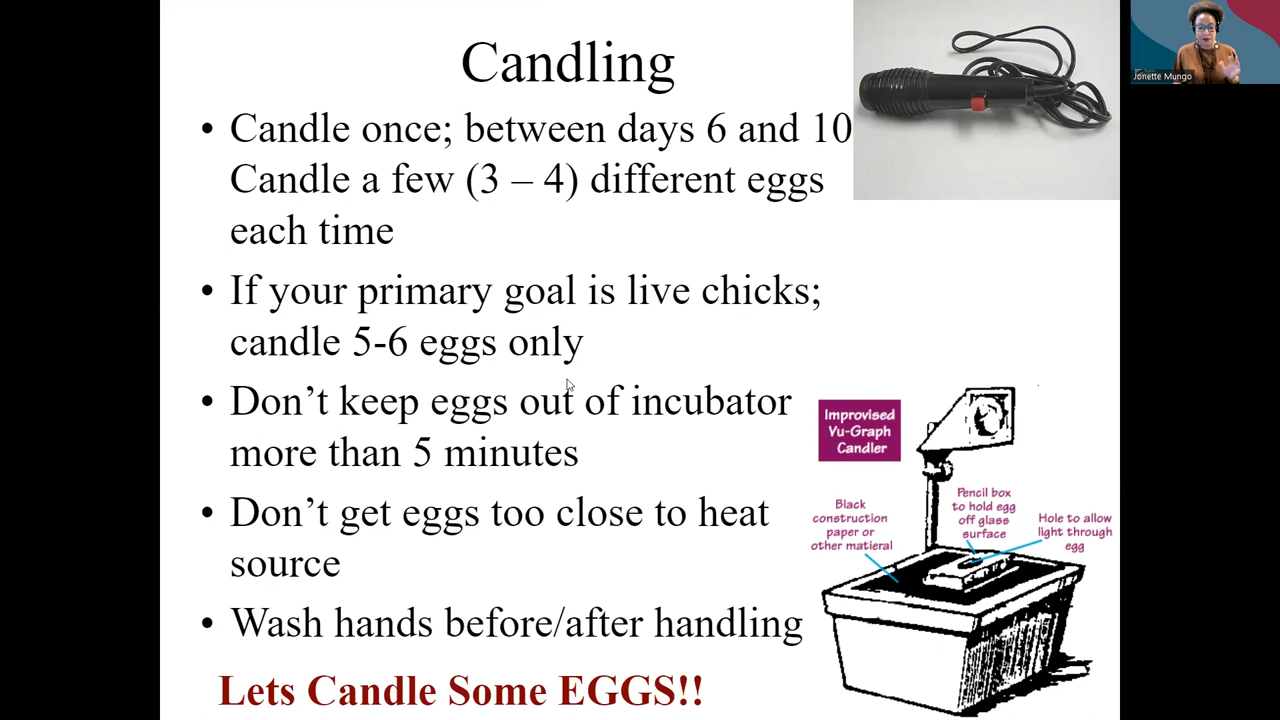 Candling
• Candle once; between days 6 and 10
Candle a few (3 – 4) different eggs
each time
• If your primary goal is live chicks;
candle 5-6 eggs only
• Don’t keep eggs out of incubator
more than 5 minutes
• Don’t get eggs too close to heat
source
• Wash hands before/after handling
Lets Candle Some EGGS!!
Jonette Mungo
Improvised
Vu-Graph
Candler
Black
construction
paper or
other matieral
Pencil box
to hold egg
off glass
surface
Hole to allow
light through
egg